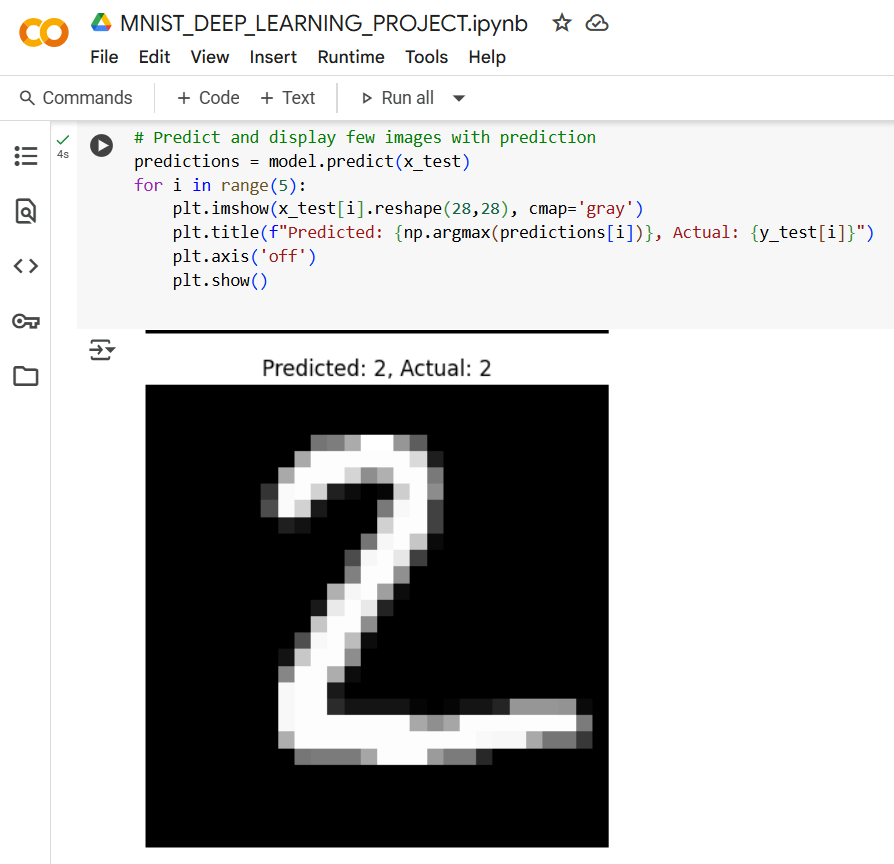 MNIST_DEEP_LEARNING_PROJECT.ipynb
File Edit View Insert Runtime Tools Help
Commands + Code + Text Run all
4s
# Predict and display few images with prediction
predictions = model.predict(x_test)
for i in range(5):
    plt.imshow(x_test[i].reshape(28,28), cmap='gray')
    plt.title(f"Predicted: {np.argmax(predictions[i])}, Actual: {y_test[i]}")
    plt.axis('off')
    plt.show()
Predicted: 2, Actual: 2
2